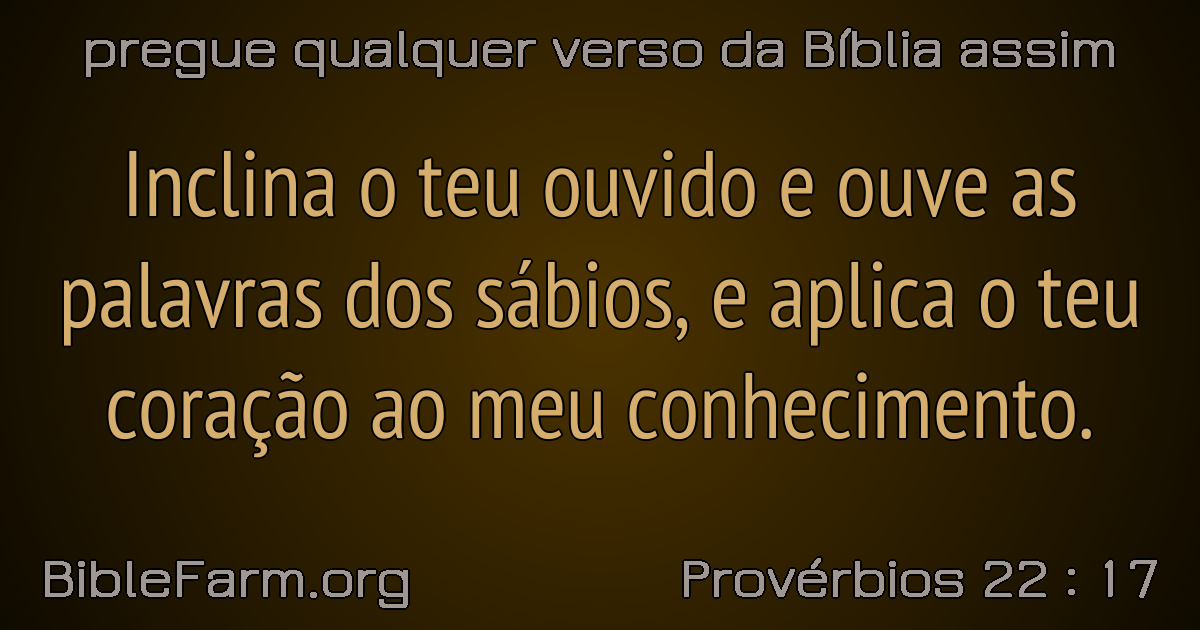 pregue qualquer verso da Bíblia assim
Inclina o teu ouvido e ouve as
palavras dos sábios, e aplica o teu
coração ao meu conhecimento.
BibleFarm.org
Provérbios 22 : 17